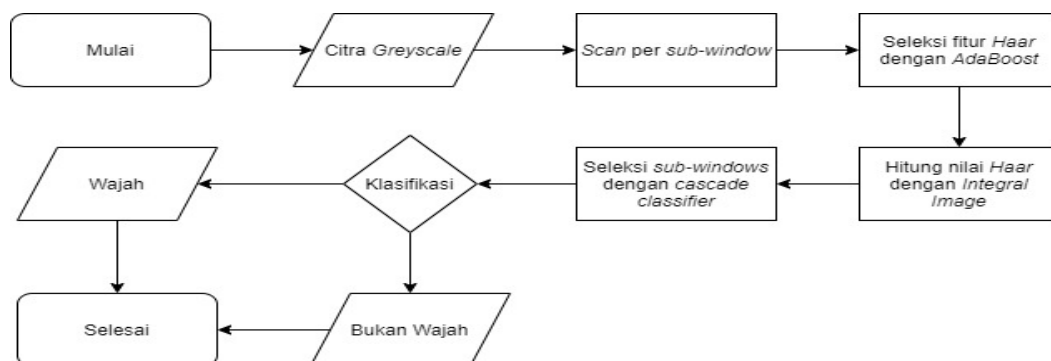 Mulai
Citra Greyscale
Scan per sub-window
Seleksi fitur Haar
dengan AdaBoost
Hitung nilai Haar
dengan Integral
Image
Seleksi sub-windows
dengan cascade
classifier
Klasifikasi
Wajah
Bukan Wajah
Selesai